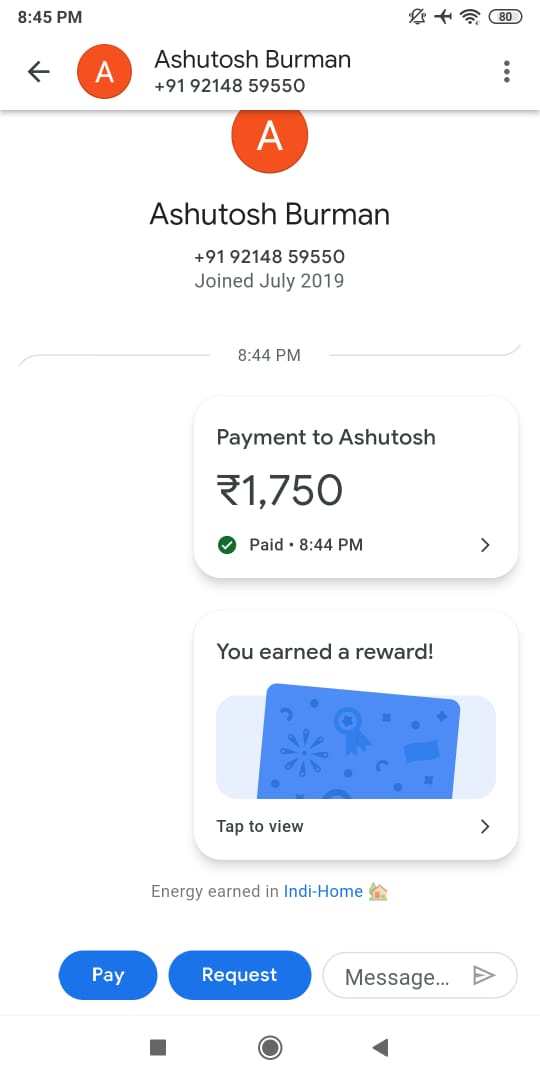 8:45 PM
80
A
Ashutosh Burman
+91 92148 59550
A
Ashutosh Burman
+91 92148 59550
Joined July 2019
8:44 PM
Payment to Ashutosh
₹1,750
Paid • 8:44 PM
You earned a reward!
Tap to view
Energy earned in Indi-Home 🏡
Pay
Request
Message...